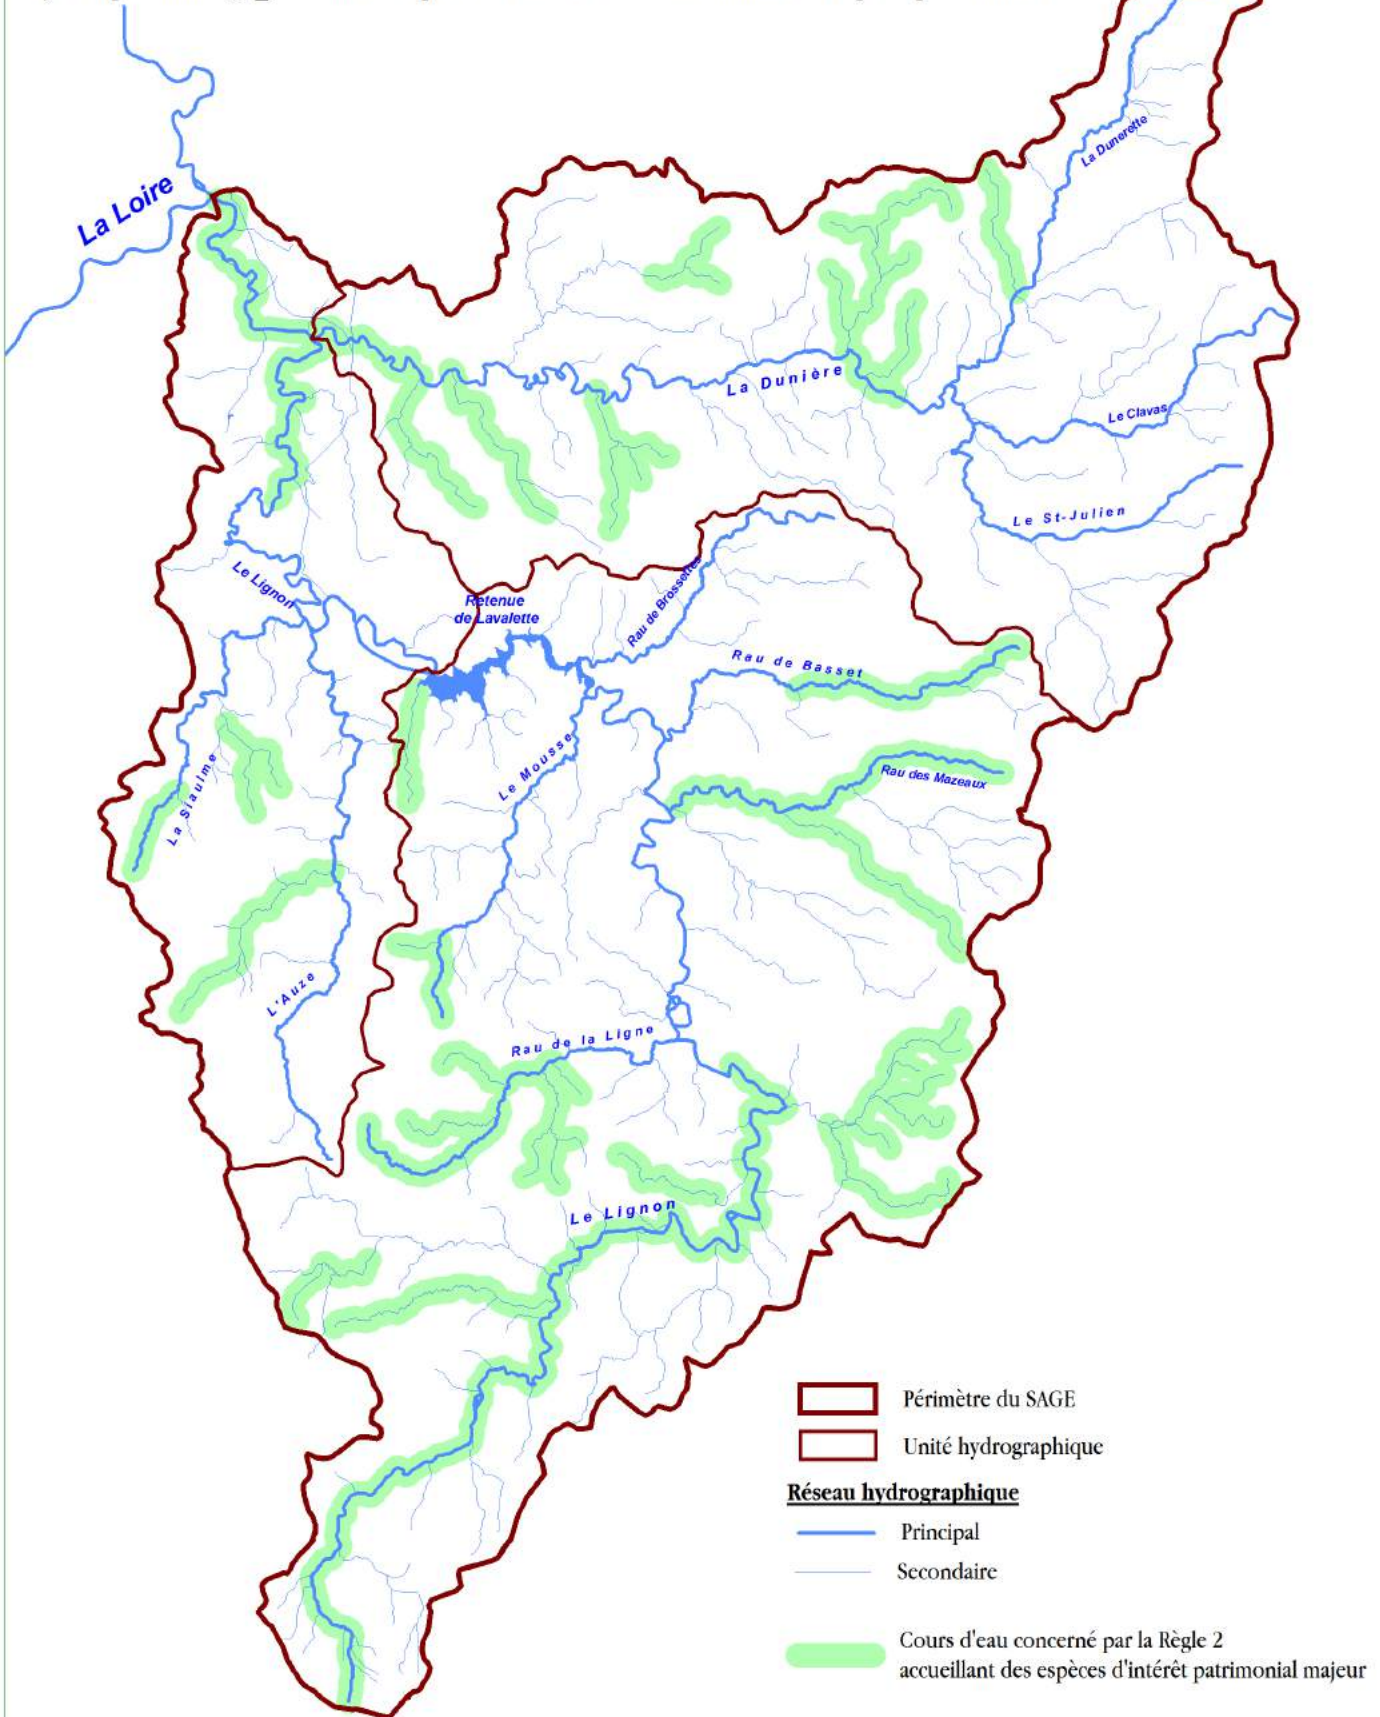 La Dunerette
La Loire
La Dunière
Le Clavas
Le St-Julien
Le Lignon
Retenue
de Lavalette
Rau de Brossettes
Rau de Basset
La Siaulme
Le Mousse
Rau des Mazeaux
L'Auze
Rau de la Ligne
Le Lignon
Périmètre du SAGE
Unité hydrographique
Réseau hydrographique
Principal
Secondaire
Cours d'eau concerné par la Règle 2
accueillant des espèces d'intérêt patrimonial majeur